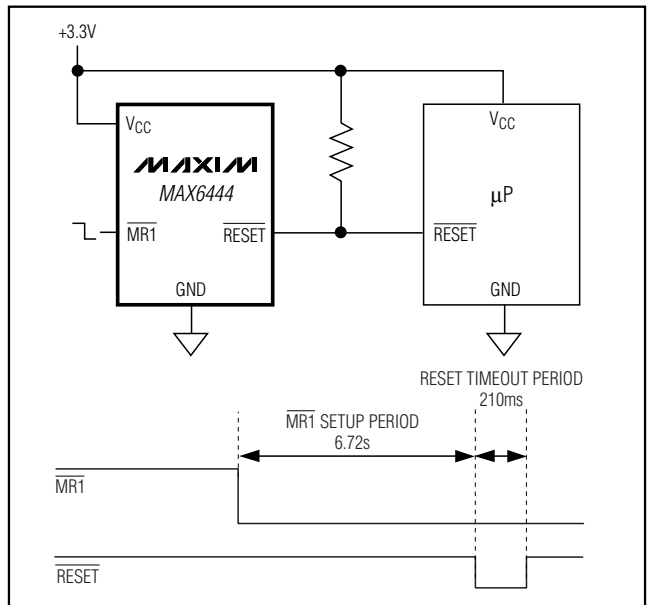 +3.3V
VCC
MAXIM
MAX6444
MR1
RESET
GND
VCC
µP
RESET
GND
RESET TIMEOUT PERIOD
210ms
MR1 SETUP PERIOD
6.72s
MR1
RESET